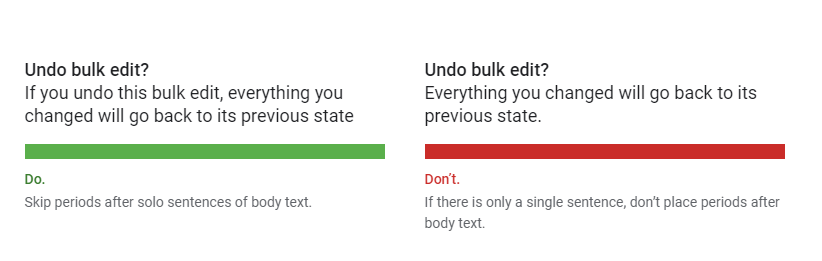 Undo bulk edit?
If you undo this bulk edit, everything you
changed will go back to its previous state
Do.
Skip periods after solo sentences of body text.
Undo bulk edit?
Everything you changed will go back to its
previous state.
Don’t.
If there is only a single sentence, don’t place periods after
body text.